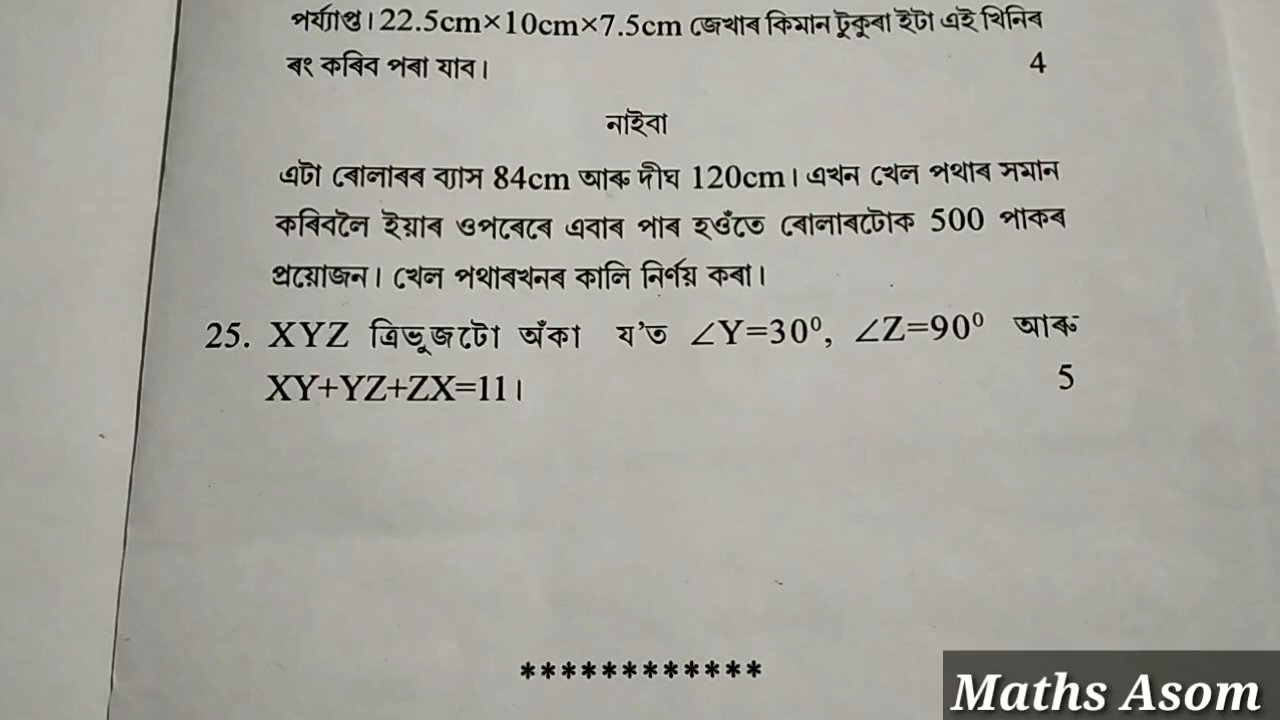 পৰ্য্যাপ্ত। 22.5cm×10cm×7.5cm জেখাৰ কিমান টুকুৰা ইটা এই খিনিৰ
ৰং কৰিব পৰা যাব। 4
নাইবা
এটা ৰোলাৰৰ ব্যাস 84cm আৰু দীঘ 120cm। এখন খেল পথাৰ সমান
কৰিবলৈ ইয়াৰ ওপৰেৰে এবাৰ পাৰ হওঁতে ৰোলাৰটোক 500 পাকৰ
প্ৰয়োজন। খেল পথাৰখনৰ কালি নিৰ্ণয় কৰা।
25. XYZ ত্ৰিভূজটো অঁকা য'ত ∠Y=30⁰, ∠Z=90⁰ আৰু
XY+YZ+ZX=11। 5
************
Maths Asom